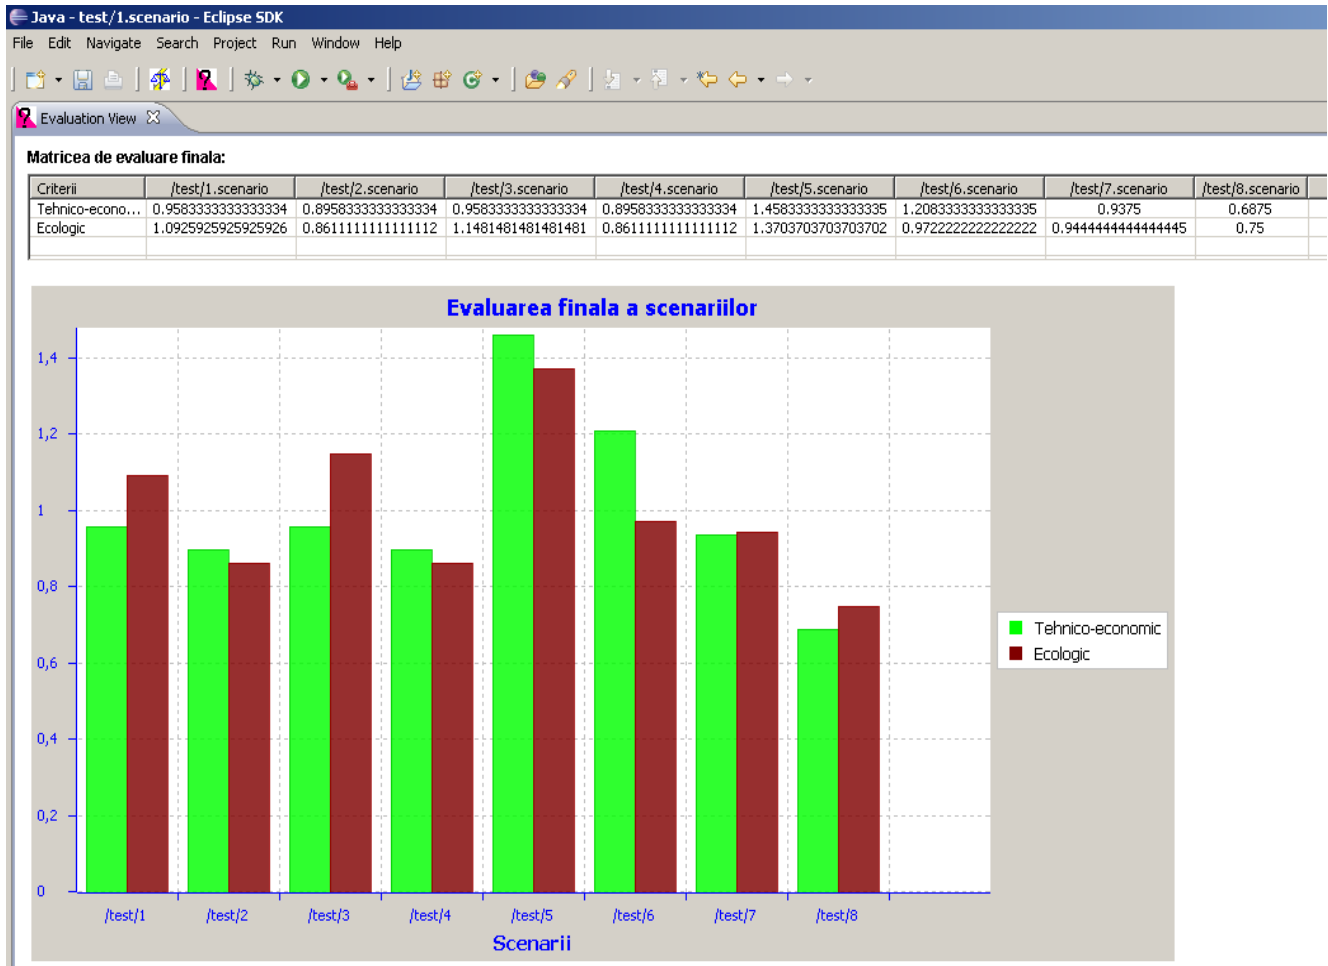 Java - test/1.scenario - Eclipse SDK
File Edit Navigate Search Project Run Window Help
Evaluation View
Matricea de evaluare finala:
Criterii /test/1.scenario /test/2.scenario /test/3.scenario /test/4.scenario /test/5.scenario /test/6.scenario /test/7.scenario /test/8.scenario
Tehnico-econo... 0.9583333333333334 0.8958333333333334 0.9583333333333334 0.8958333333333334 1.4583333333333335 1.2083333333333335 0.9375 0.6875
Ecologic 1.0925925925925926 0.8611111111111112 1.1481481481481481 0.8611111111111112 1.3703703703703702 0.9722222222222222 0.9444444444444445 0.75
Evaluarea finala a scenariilor
1,4
1,2
1
0,8
0,6
0,4
0,2
0
Tehnico-economic
Ecologic
/test/1 /test/2 /test/3 /test/4 /test/5 /test/6 /test/7 /test/8
Scenarii